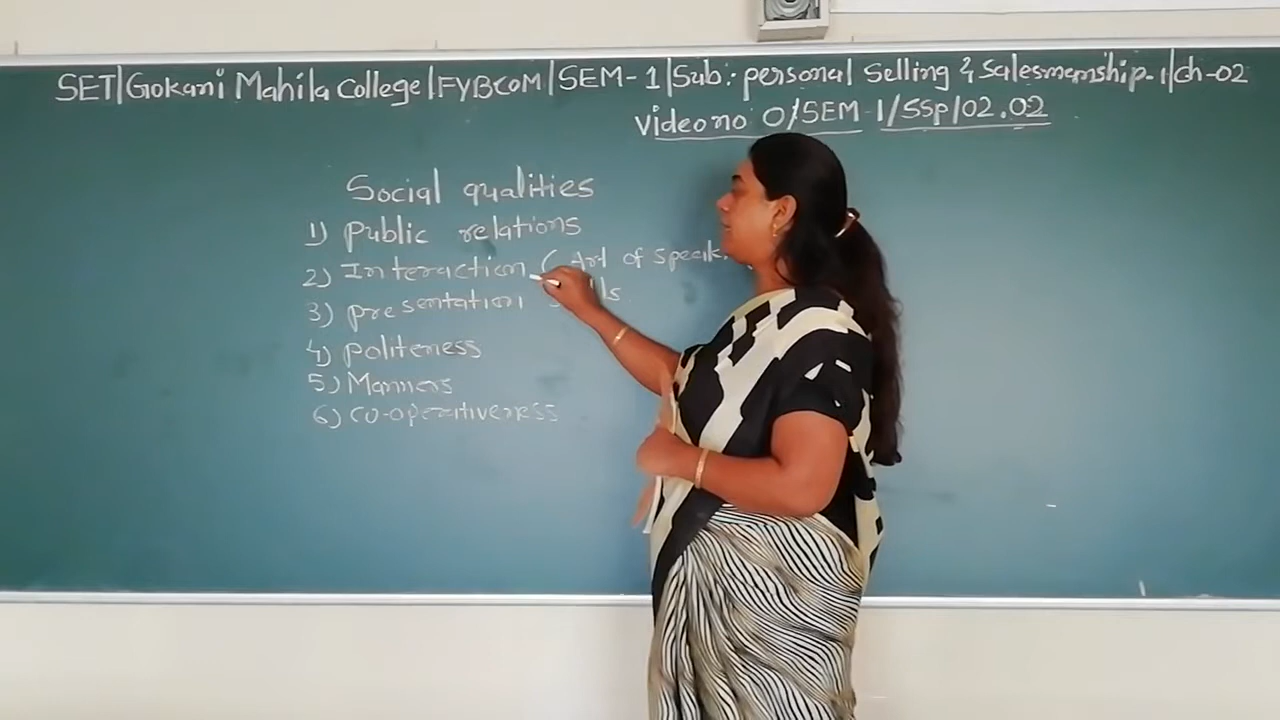 SET|Gokani Mahila College|FYBCOM|SEM-1|Sub: personal Selling & Salesmamship-1|ch-02
video no 0/SEM-1/SSP/02.02
Social qualities
1) public relations
2) Interaction (Art of speak
3) presentation
4) politeness
5) Manners
6) co-operativeness